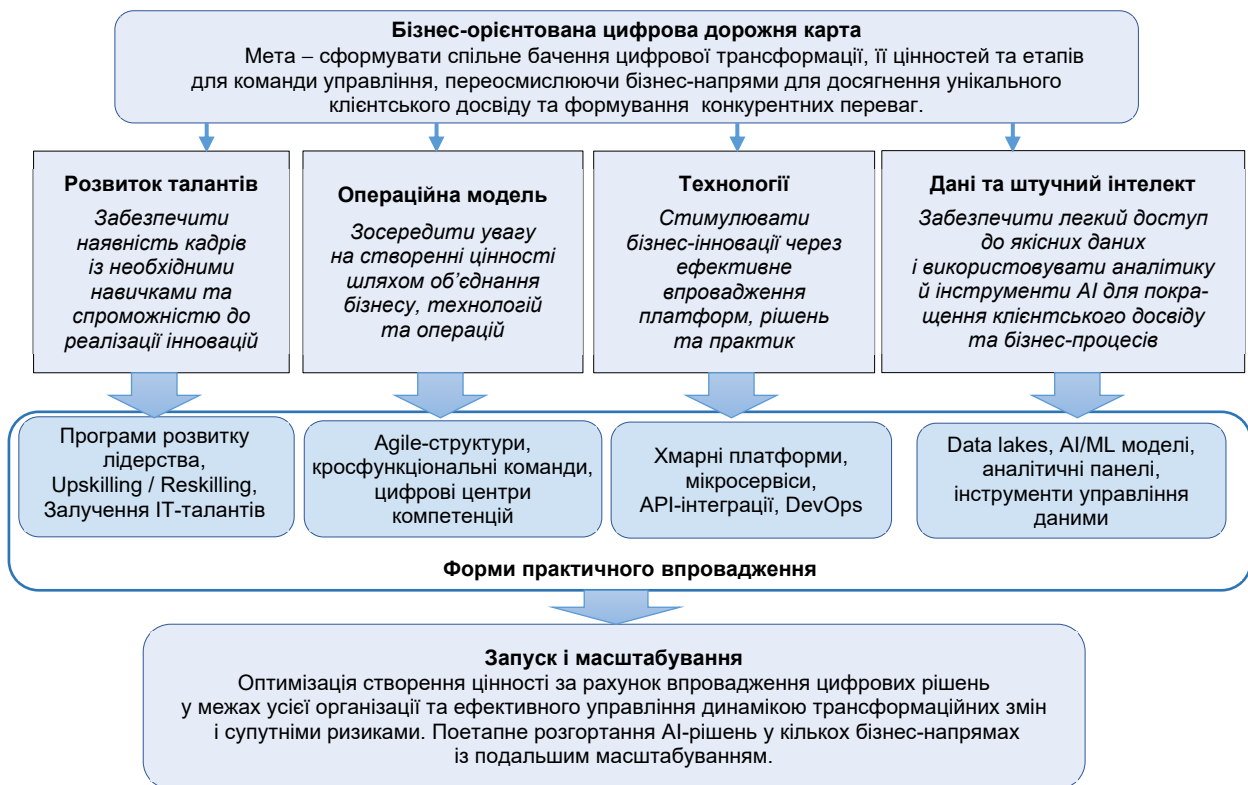 Бізнес-орієнтована цифрова дорожня карта
Мета – сформувати спільне бачення цифрової трансформації, її цінностей та етапів
для команди управління, переосмислюючи бізнес-напрями для досягнення унікального
клієнтського досвіду та формування конкурентних переваг.
Розвиток талантів
Забезпечити
наявність кадрів
із необхідними
навичками та
спроможністю до
реалізації інновацій
Операційна модель
Зосередити увагу
на створенні цінності
шляхом об’єднання
бізнесу, технологій
та операцій
Технології
Стимулювати
бізнес-інновації через
ефективне
впровадження
платформ, рішень
та практик
Дані та штучний інтелект
Забезпечити легкий доступ
до якісних даних
і використовувати аналітику
й інструменти АІ для покра-
щення клієнтського досвіду
та бізнес-процесів
Програми розвитку
лідерства,
Upskilling / Reskilling,
Залучення ІТ-талантів
Agile-структури,
кросфункціональні команди,
цифрові центри
компетенцій
Хмарні платформи,
мікросервіси,
API-інтеграції, DevOps
Data lakes, AI/ML моделі,
аналітичні панелі,
інструменти управління
даними
Форми практичного впровадження
Запуск і масштабування
Оптимізація створення цінності за рахунок впровадження цифрових рішень
у межах усієї організації та ефективного управління динамікою трансформаційних змін
і супутніми ризиками. Поетапне розгортання АІ-рішень у кількох бізнес-напрямах
із подальшим масштабуванням.